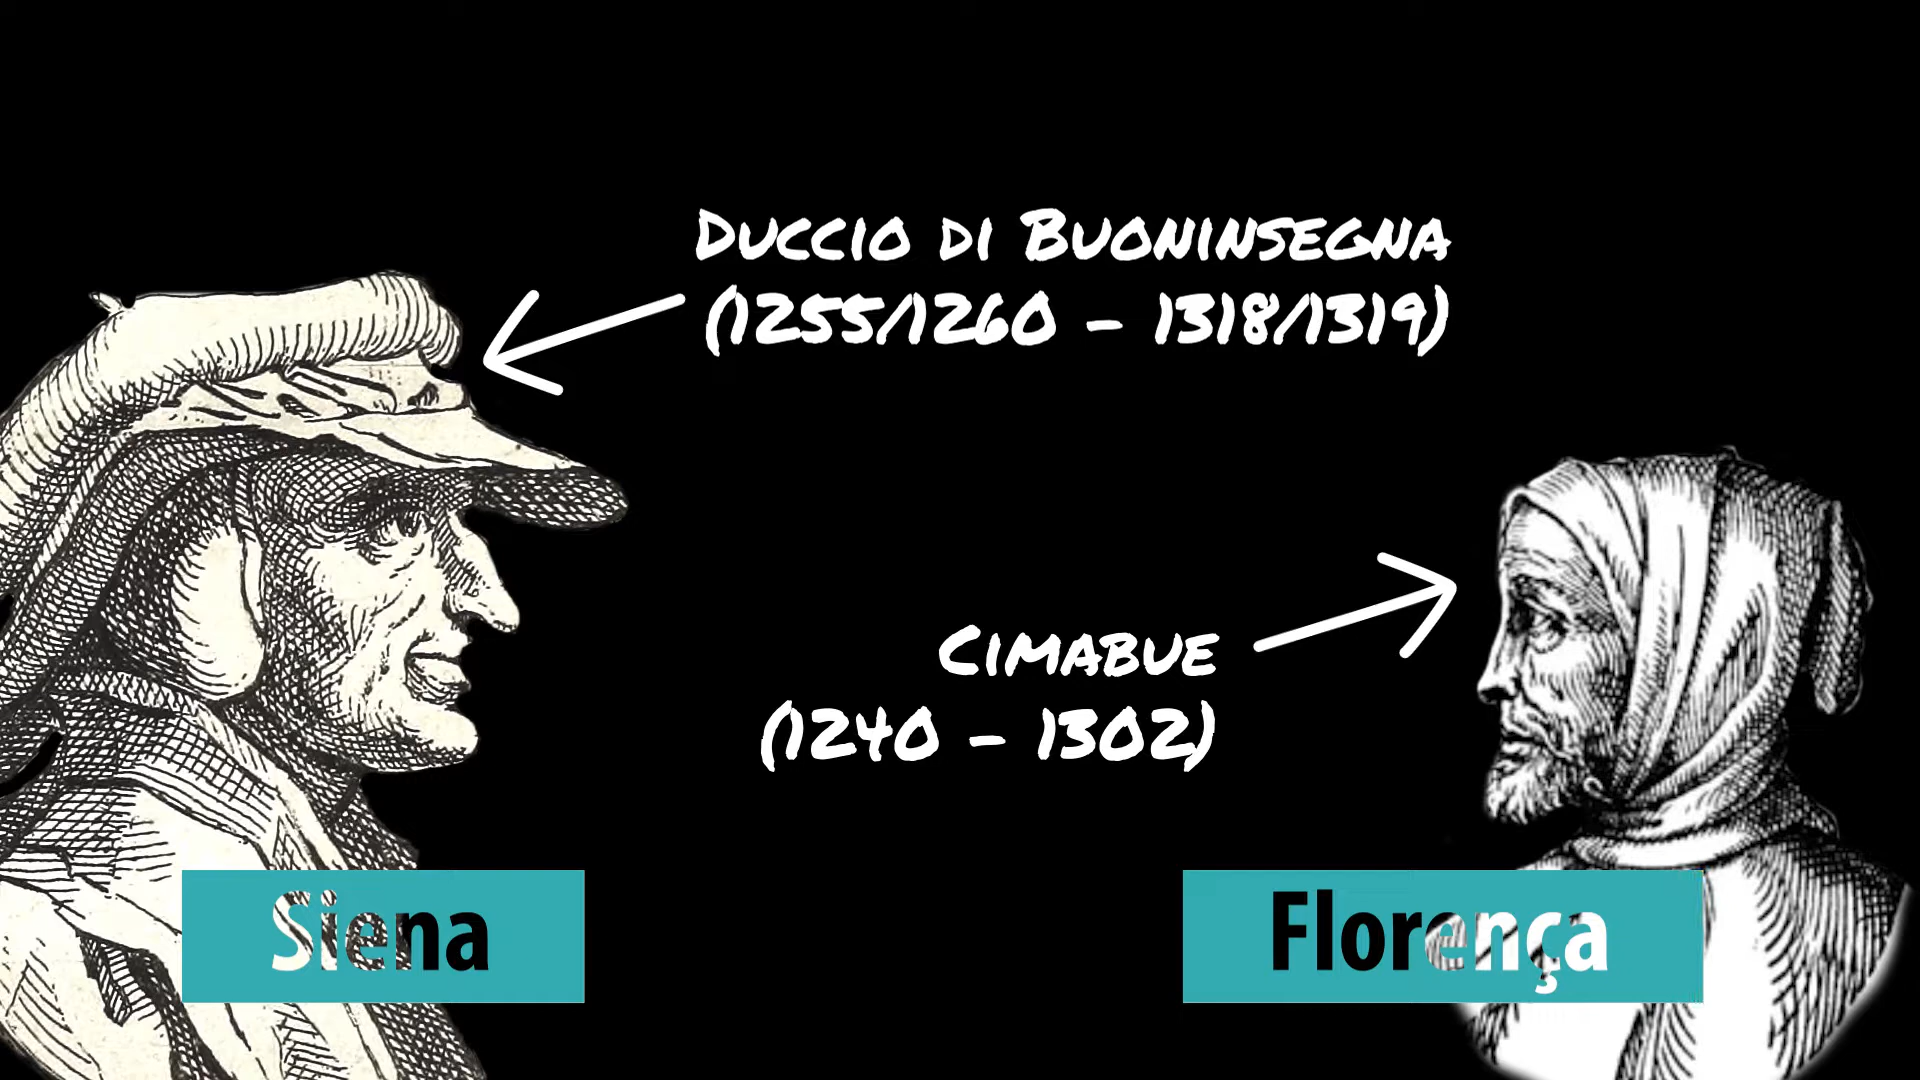 Duccio di Buoninsegna
(1255/1260 – 1318/1319)
Cimabue
(1240 – 1302)
Siena
Florença